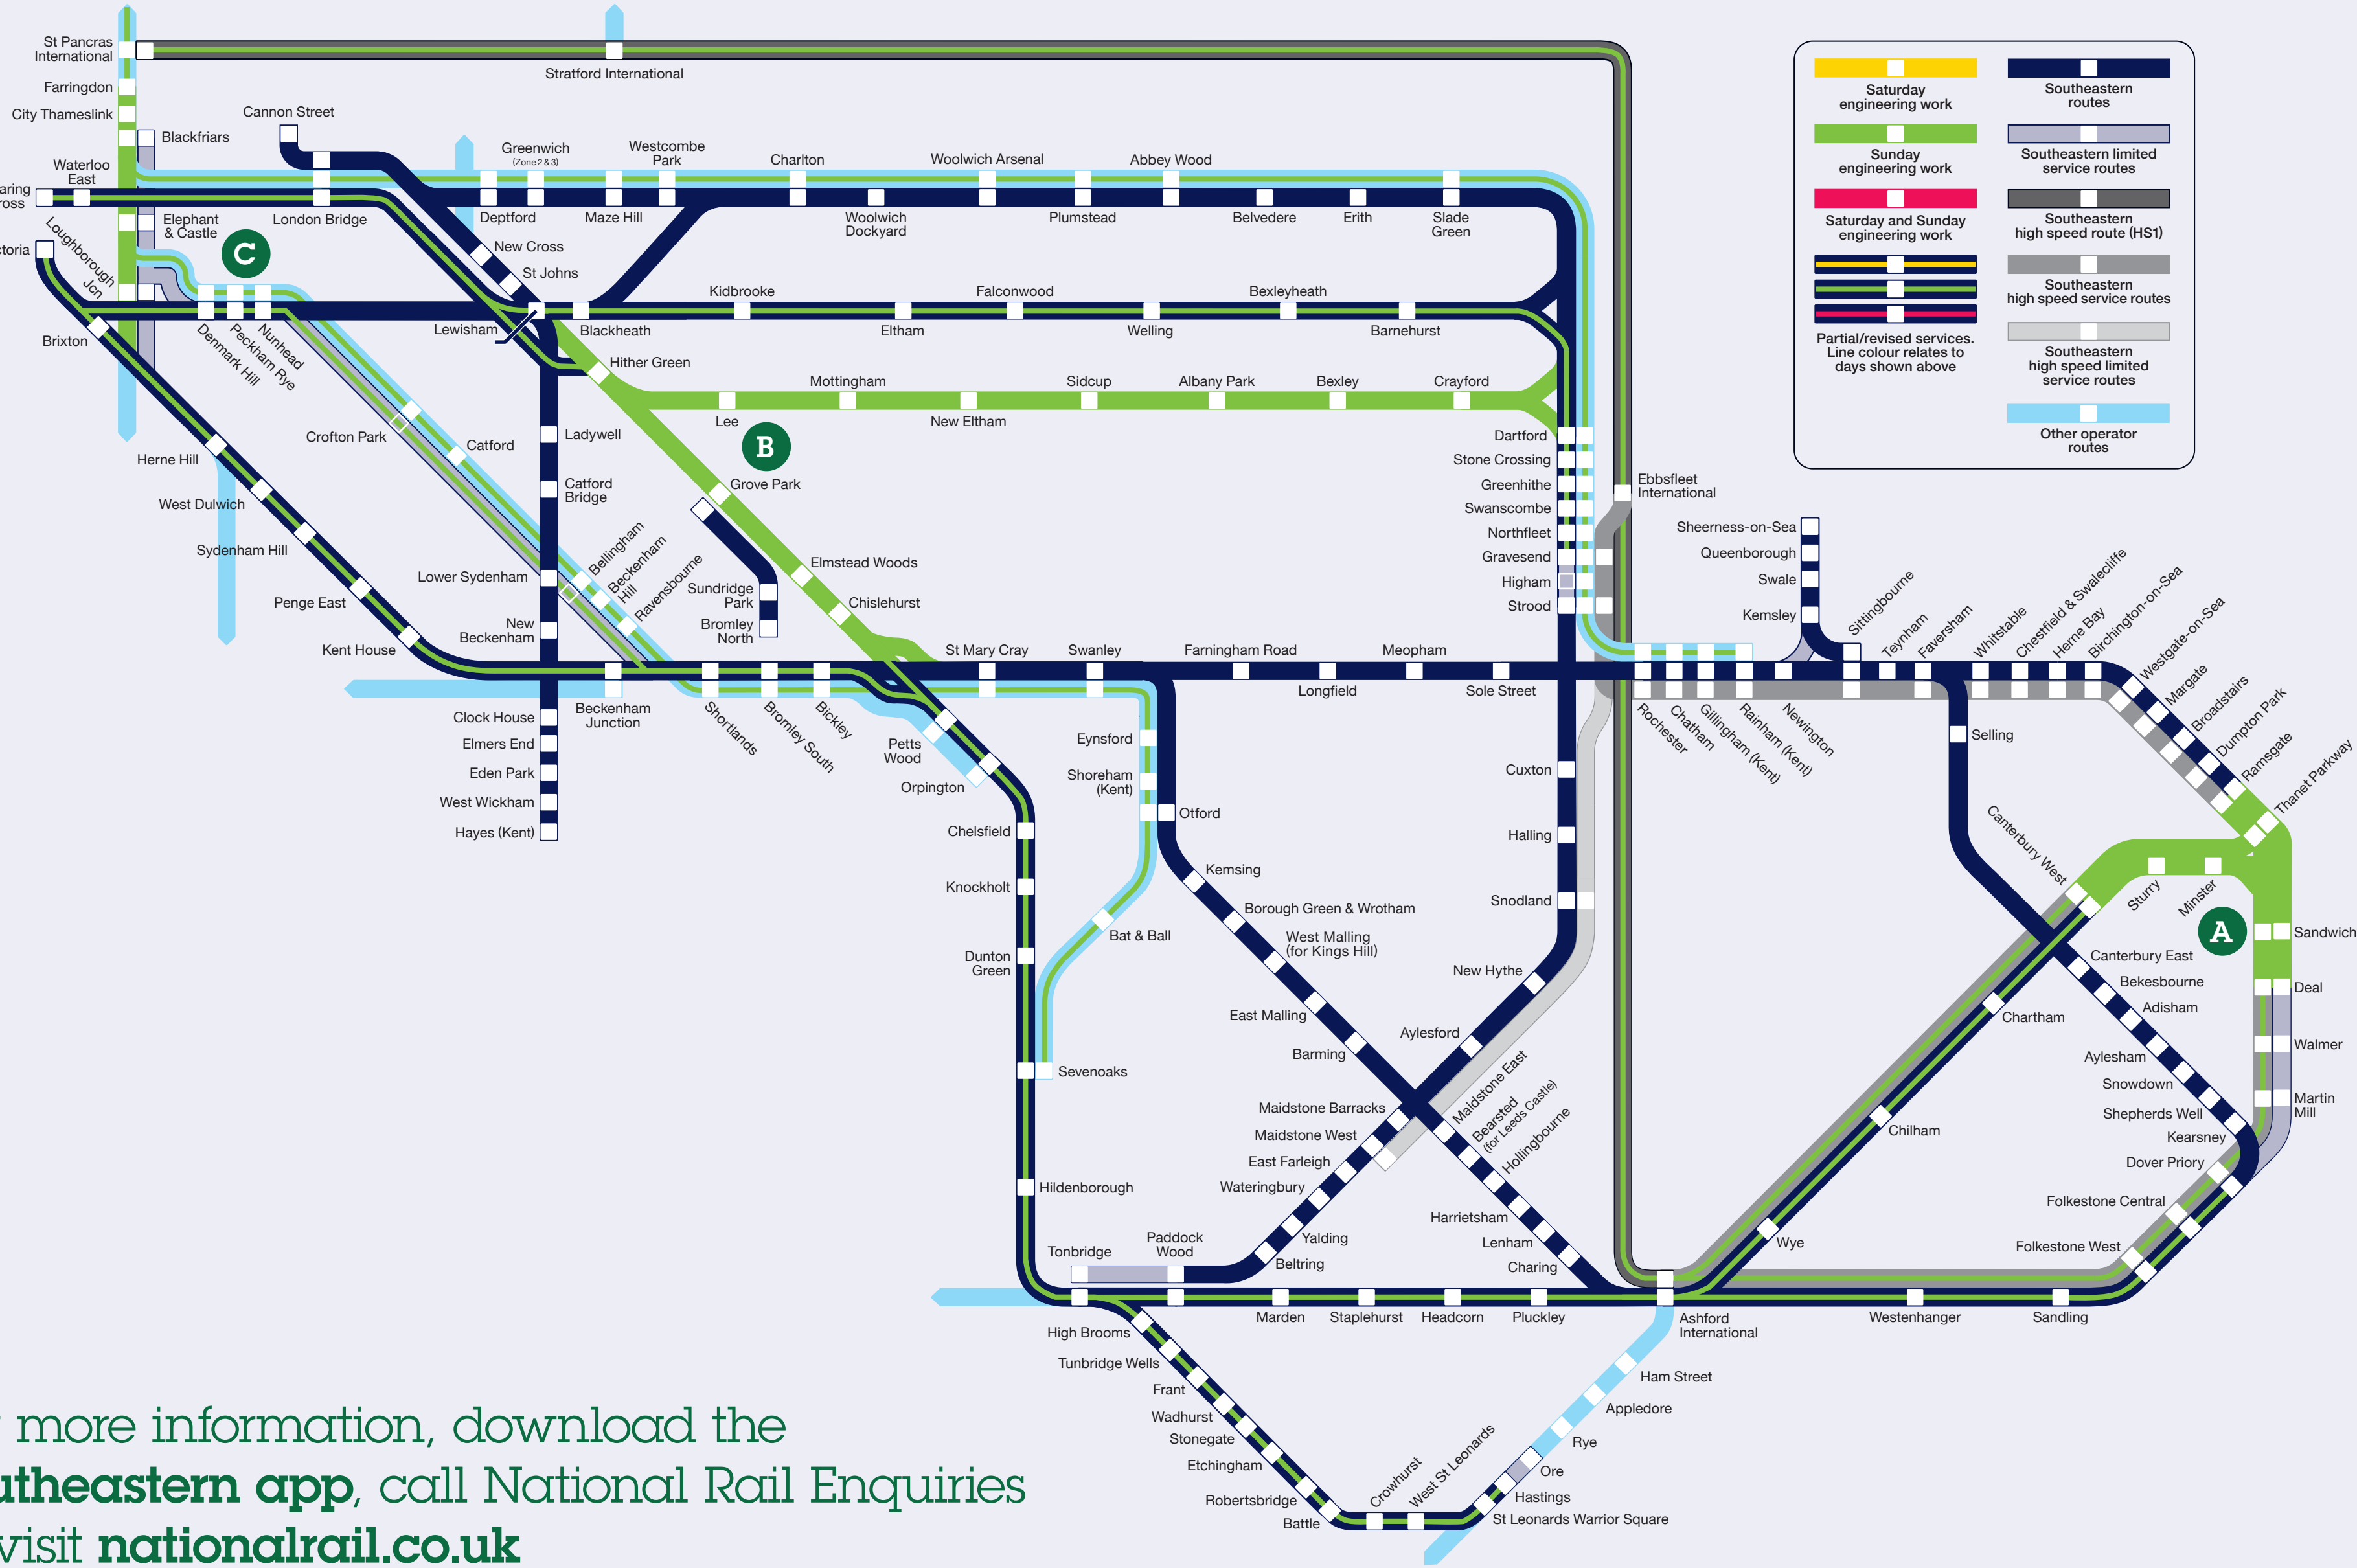 St Pancras
International
Stratford International
Farringdon
City Thameslink
Cannon Street
Blackfriars
Waterloo
East
Elephant
& Castle
London Bridge
Loughborough
Jcn
C
Greenwich
(Zone 2 & 3)
Westcombe
Park
Charlton
Woolwich Arsenal
Abbey Wood
Deptford
Maze Hill
Woolwich
Dockyard
Plumstead
Belvedere
Erith
Slade
Green
New Cross
St Johns
Lewisham
Blackheath
Kidbrooke
Eltham
Falconwood
Welling
Bexleyheath
Barnehurst
Brixton
Denmark Hill
Peckham Rye
Nunhead
Hither Green
Lee
Mottingham
New Eltham
Sidcup
Albany Park
Bexley
Crayford
B
Crofton Park
Catford
Ladywell
Catford
Bridge
Herne Hill
West Dulwich
Sydenham Hill
Penge East
Kent House
Lower Sydenham
New
Beckenham
Bellingham
Beckenham
Hill
Ravensbourne
Grove Park
Elmstead Woods
Chislehurst
Sundridge
Park
Bromley
North
Clock House
Elmers End
Eden Park
West Wickham
Hayes (Kent)
Beckenham
Junction
Shortlands
Bromley South
Bickley
Petts
Wood
Orpington
St Mary Cray
Swanley
Farningham Road
Longfield
Meopham
Sole Street
Dartford
Stone Crossing
Greenhithe
Swanscombe
Northfleet
Gravesend
Higham
Strood
Ebbsfleet
International
Sheerness-on-Sea
Queenborough
Swale
Kemsley
Sittingbourne
Teynham
Faversham
Whitstable
Chestfield & Swalecliffe
Herne Bay
Birchington-on-Sea
Westgate-on-Sea
Margate
Broadstairs
Dumpton Park
Ramsgate
Thanet Parkway
Rochester
Chatham
Gillingham (Kent)
Rainham (Kent)
Newington
Selling
Eynsford
Shoreham
(Kent)
Otford
Bat & Ball
Kemsing
Borough Green & Wrotham
West Malling
(for Kings Hill)
East Malling
Barming
Chelsfield
Knockholt
Dunton
Green
Sevenoaks
Hildenborough
Cuxton
Halling
Snodland
New Hythe
Aylesford
Maidstone Barracks
Maidstone West
East Farleigh
Wateringbury
Yalding
Beltring
Maidstone East
Bearsted
(for Leeds Castle)
Hollingbourne
Harrietsham
Lenham
Charing
Tonbridge
Paddock
Wood
Marden
Staplehurst
Headcorn
Pluckley
Ashford
International
Westenhanger
Sandling
Canterbury West
Sturry
Minster
A
Sandwich
Deal
Walmer
Martin
Mill
Canterbury East
Bekesbourne
Adisham
Aylesham
Snowdown
Shepherds Well
Kearsney
Dover Priory
Folkestone Central
Folkestone West
Chartham
Chilham
Wye
High Brooms
Tunbridge Wells
Frant
Wadhurst
Stonegate
Etchingham
Robertsbridge
Battle
Crowhurst
West St Leonards
St Leonards Warrior Square
Hastings
Ore
Rye
Appledore
Ham Street
Saturday
engineering work
Sunday
engineering work
Saturday and Sunday
engineering work
Partial/revised services.
Line colour relates to
days shown above
Southeastern
routes
Southeastern limited
service routes
Southeastern
high speed route (HS1)
Southeastern
high speed service routes
Southeastern
high speed limited
service routes
Other operator
routes
more information, download the
utheastern app, call National Rail Enquiries
visit nationalrail.co.uk